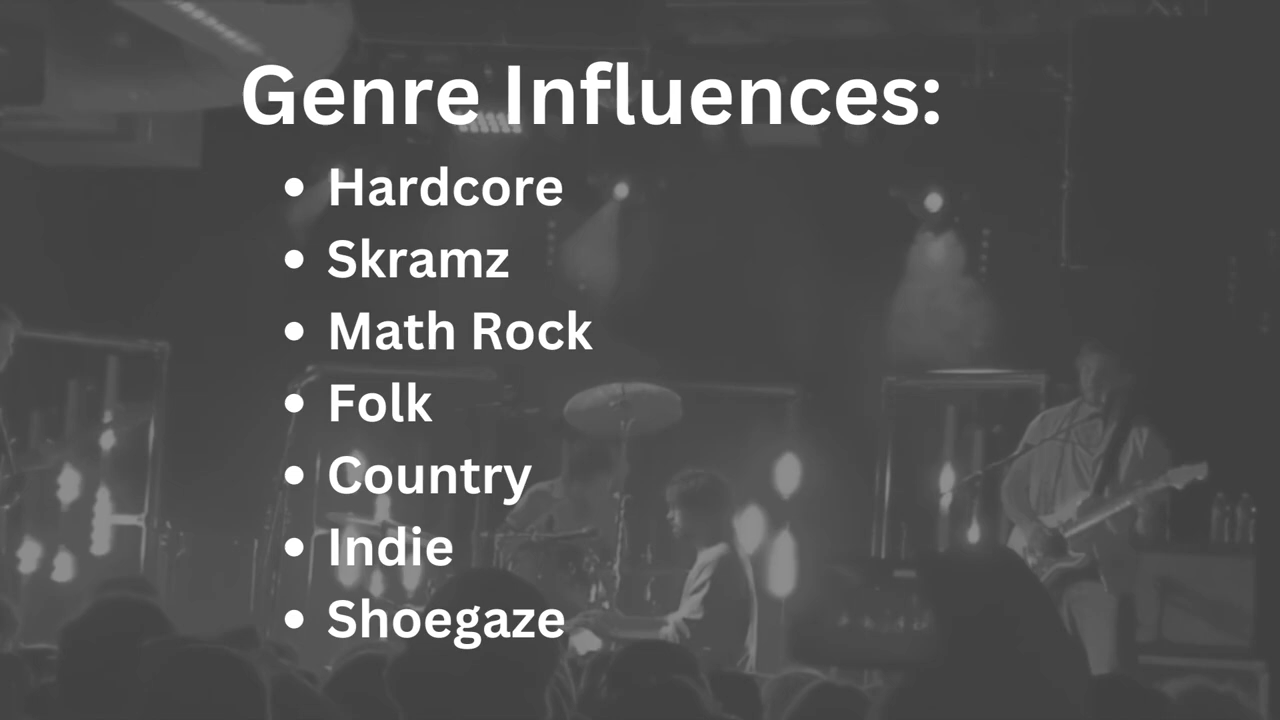 Genre Influences:
• Hardcore
• Skramz
• Math Rock
• Folk
• Country
• Indie
• Shoegaze